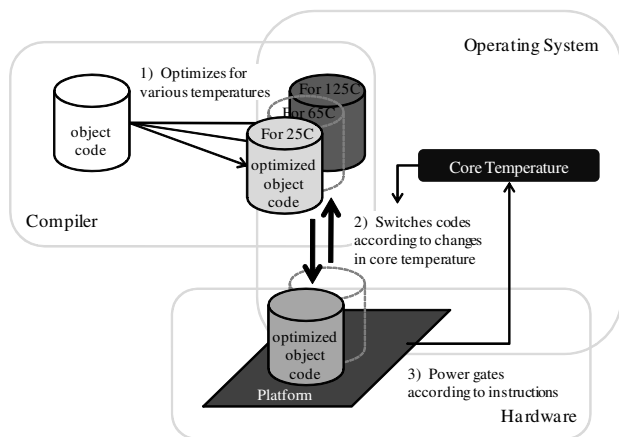 Operating System
1) Optimizes for
various temperatures
For 125C
For 65C
For 25C
object
code
optimized
object
code
Core Temperature
Compiler
2) Switches codes
according to changes
in core temperature
optimized
object
code
Platform
3) Power gates
according to instructions
Hardware